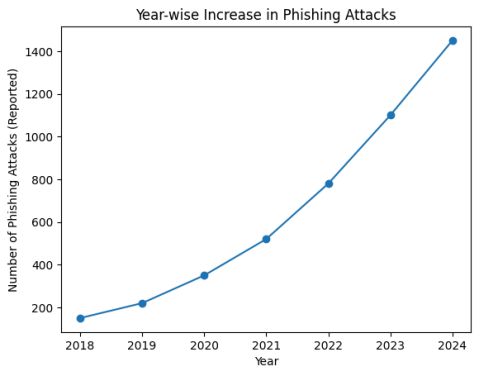 Year-wise Increase in Phishing Attacks
Number of Phishing Attacks (Reported)
1400
1200
1000
800
600
400
200
2018 2019 2020 2021 2022 2023 2024
Year